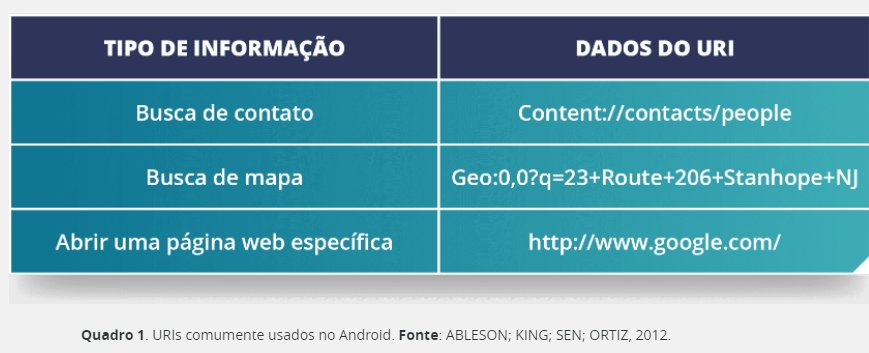 TIPO DE INFORMAÇÃO DADOS DO URI
Busca de contato Content://contacts/people
Busca de mapa Geo:0,0?q=23+Route+206+Stanhope+NJ
Abrir uma página web específica http://www.google.com/
Quadro 1. URIs comumente usados no Android. Fonte: ABLESON; KING; SEN; ORTIZ, 2012.